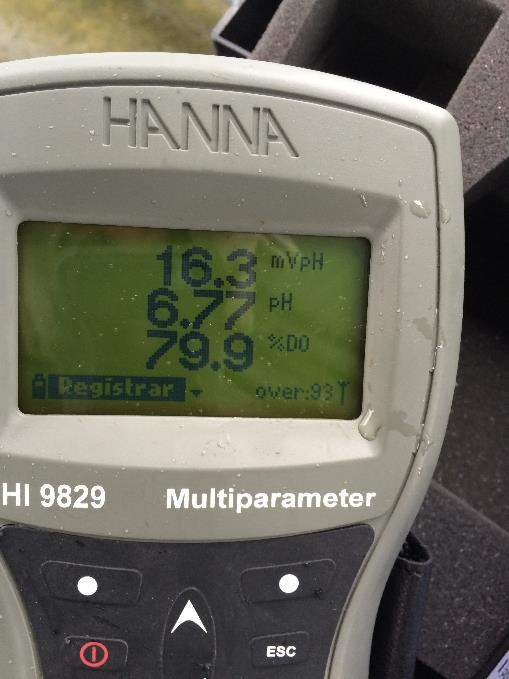 HANNA
16.3 mVpH
6.77 pH
79.9 %DO
Registrar over:93
HI 9829 Multiparameter
ESC